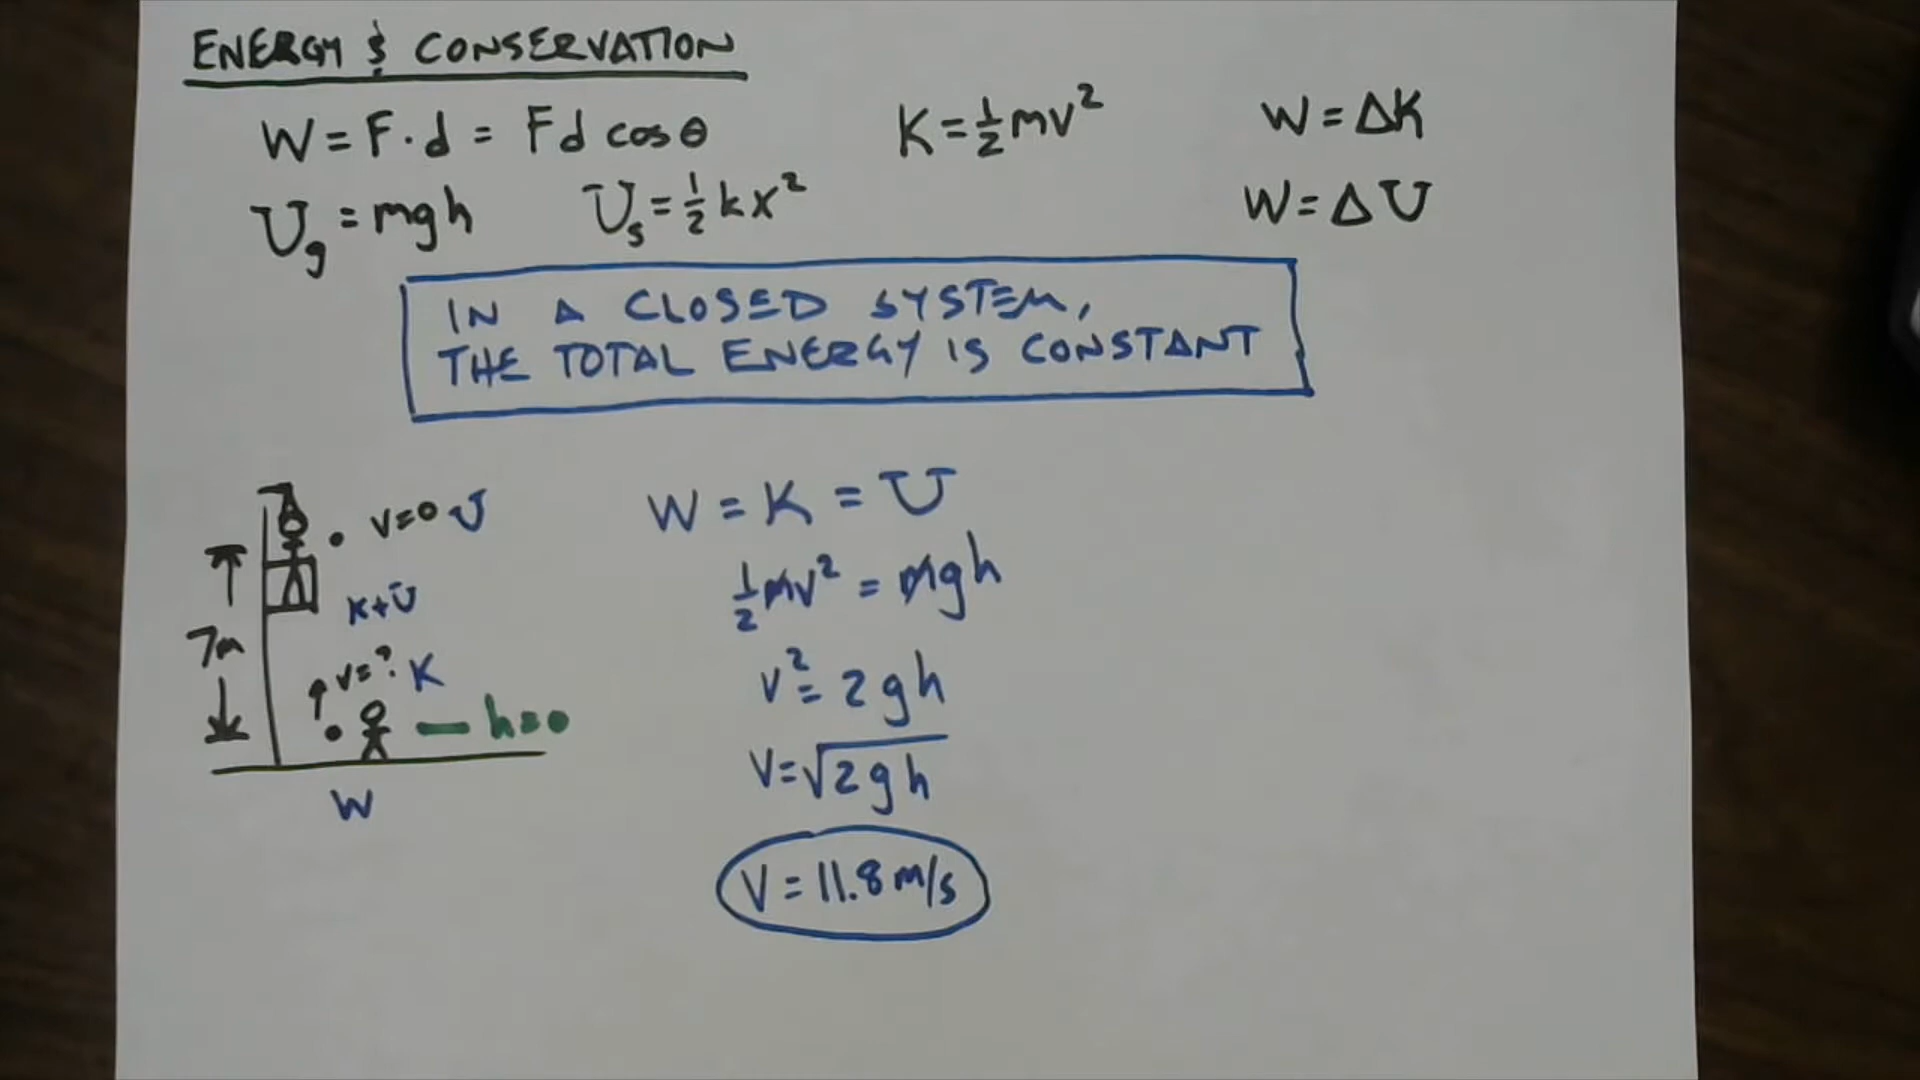 ENERGY & CONSERVATION
W = F · d = Fd cos θ
K = ½mv²
W = ΔK
Ug = mgh
Us = ½kx²
W = ΔU
IN A CLOSED SYSTEM,
THE TOTAL ENERGY IS CONSTANT
v=0 U
K+U
7m
v=? K
h=0
W
W = K = U
½mv² = mgh
v² = 2gh
v = √2gh
v = 11.8 m/s